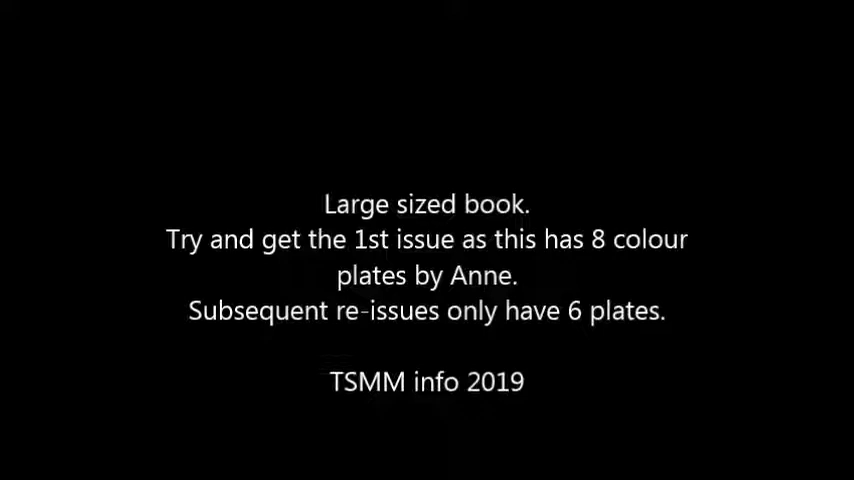 Large sized book.
Try and get the 1st issue as this has 8 colour
plates by Anne.
Subsequent re-issues only have 6 plates.
TSMM info 2019